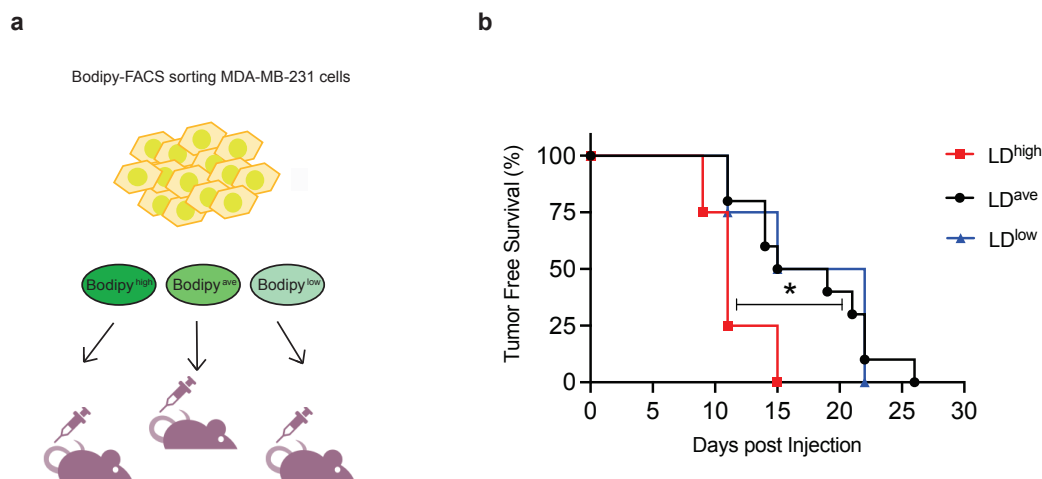 a
Bodipy-FACS sorting MDA-MB-231 cells
Bodipy^high Bodipy^ave Bodipy^low
b
Tumor Free Survival (%)
100
75
50
25
0
*
0 5 10 15 20 25 30
Days post Injection
LD^high
LD^ave
LD^low